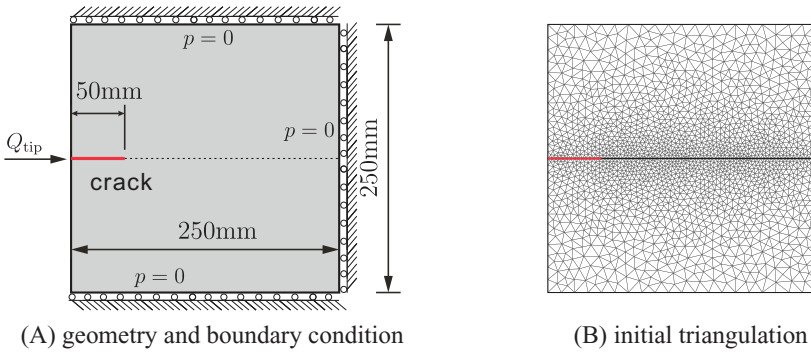 p = 0
50mm
Q_tip
p = 0
crack
250mm
250mm
p = 0
(A) geometry and boundary condition
(B) initial triangulation